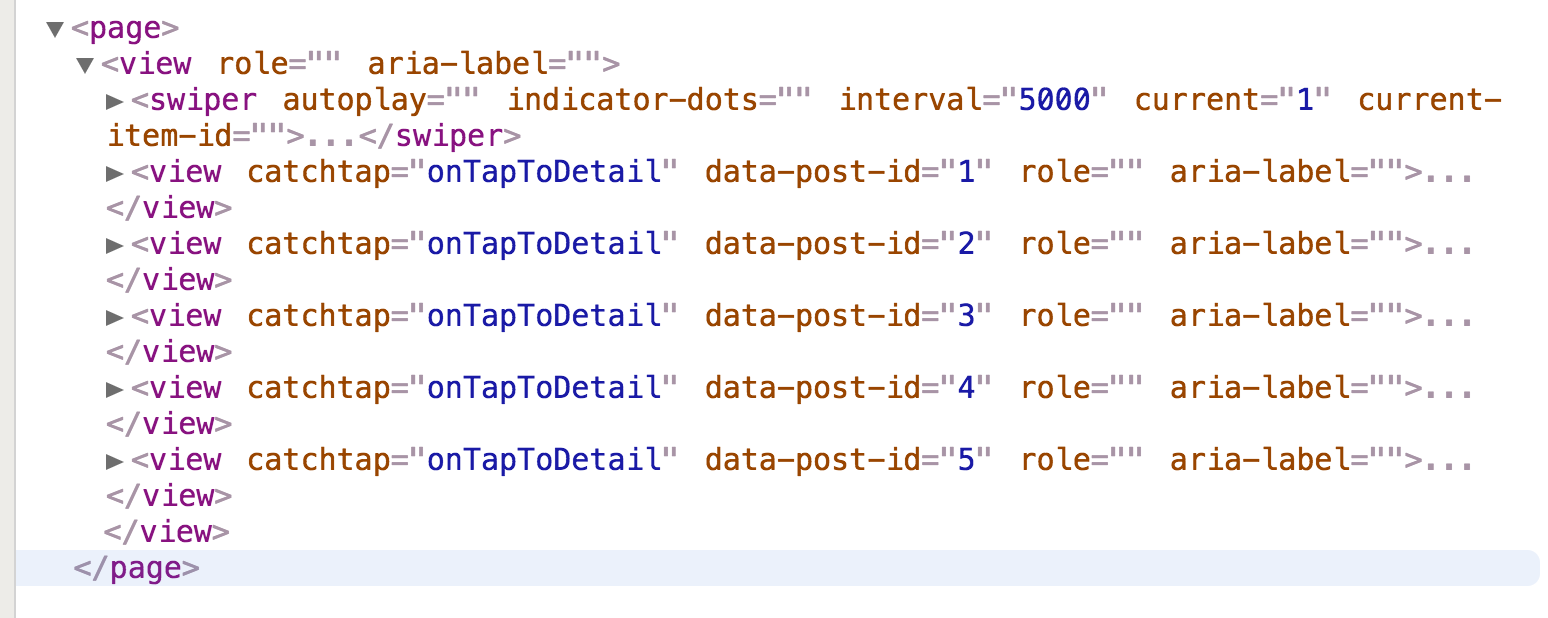 ▼<page>
▼<view role="" aria-label="">
▶<swiper autoplay="" indicator-dots="" interval="5000" current="1" current-
item-id="">...</swiper>
▶<view catchtap="onTapToDetail" data-post-id="1" role="" aria-label="">...
</view>
▶<view catchtap="onTapToDetail" data-post-id="2" role="" aria-label="">...
</view>
▶<view catchtap="onTapToDetail" data-post-id="3" role="" aria-label="">...
</view>
▶<view catchtap="onTapToDetail" data-post-id="4" role="" aria-label="">...
</view>
▶<view catchtap="onTapToDetail" data-post-id="5" role="" aria-label="">...
</view>
</view>
</page>